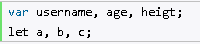 var username, age, heigt;
let a, b, c;